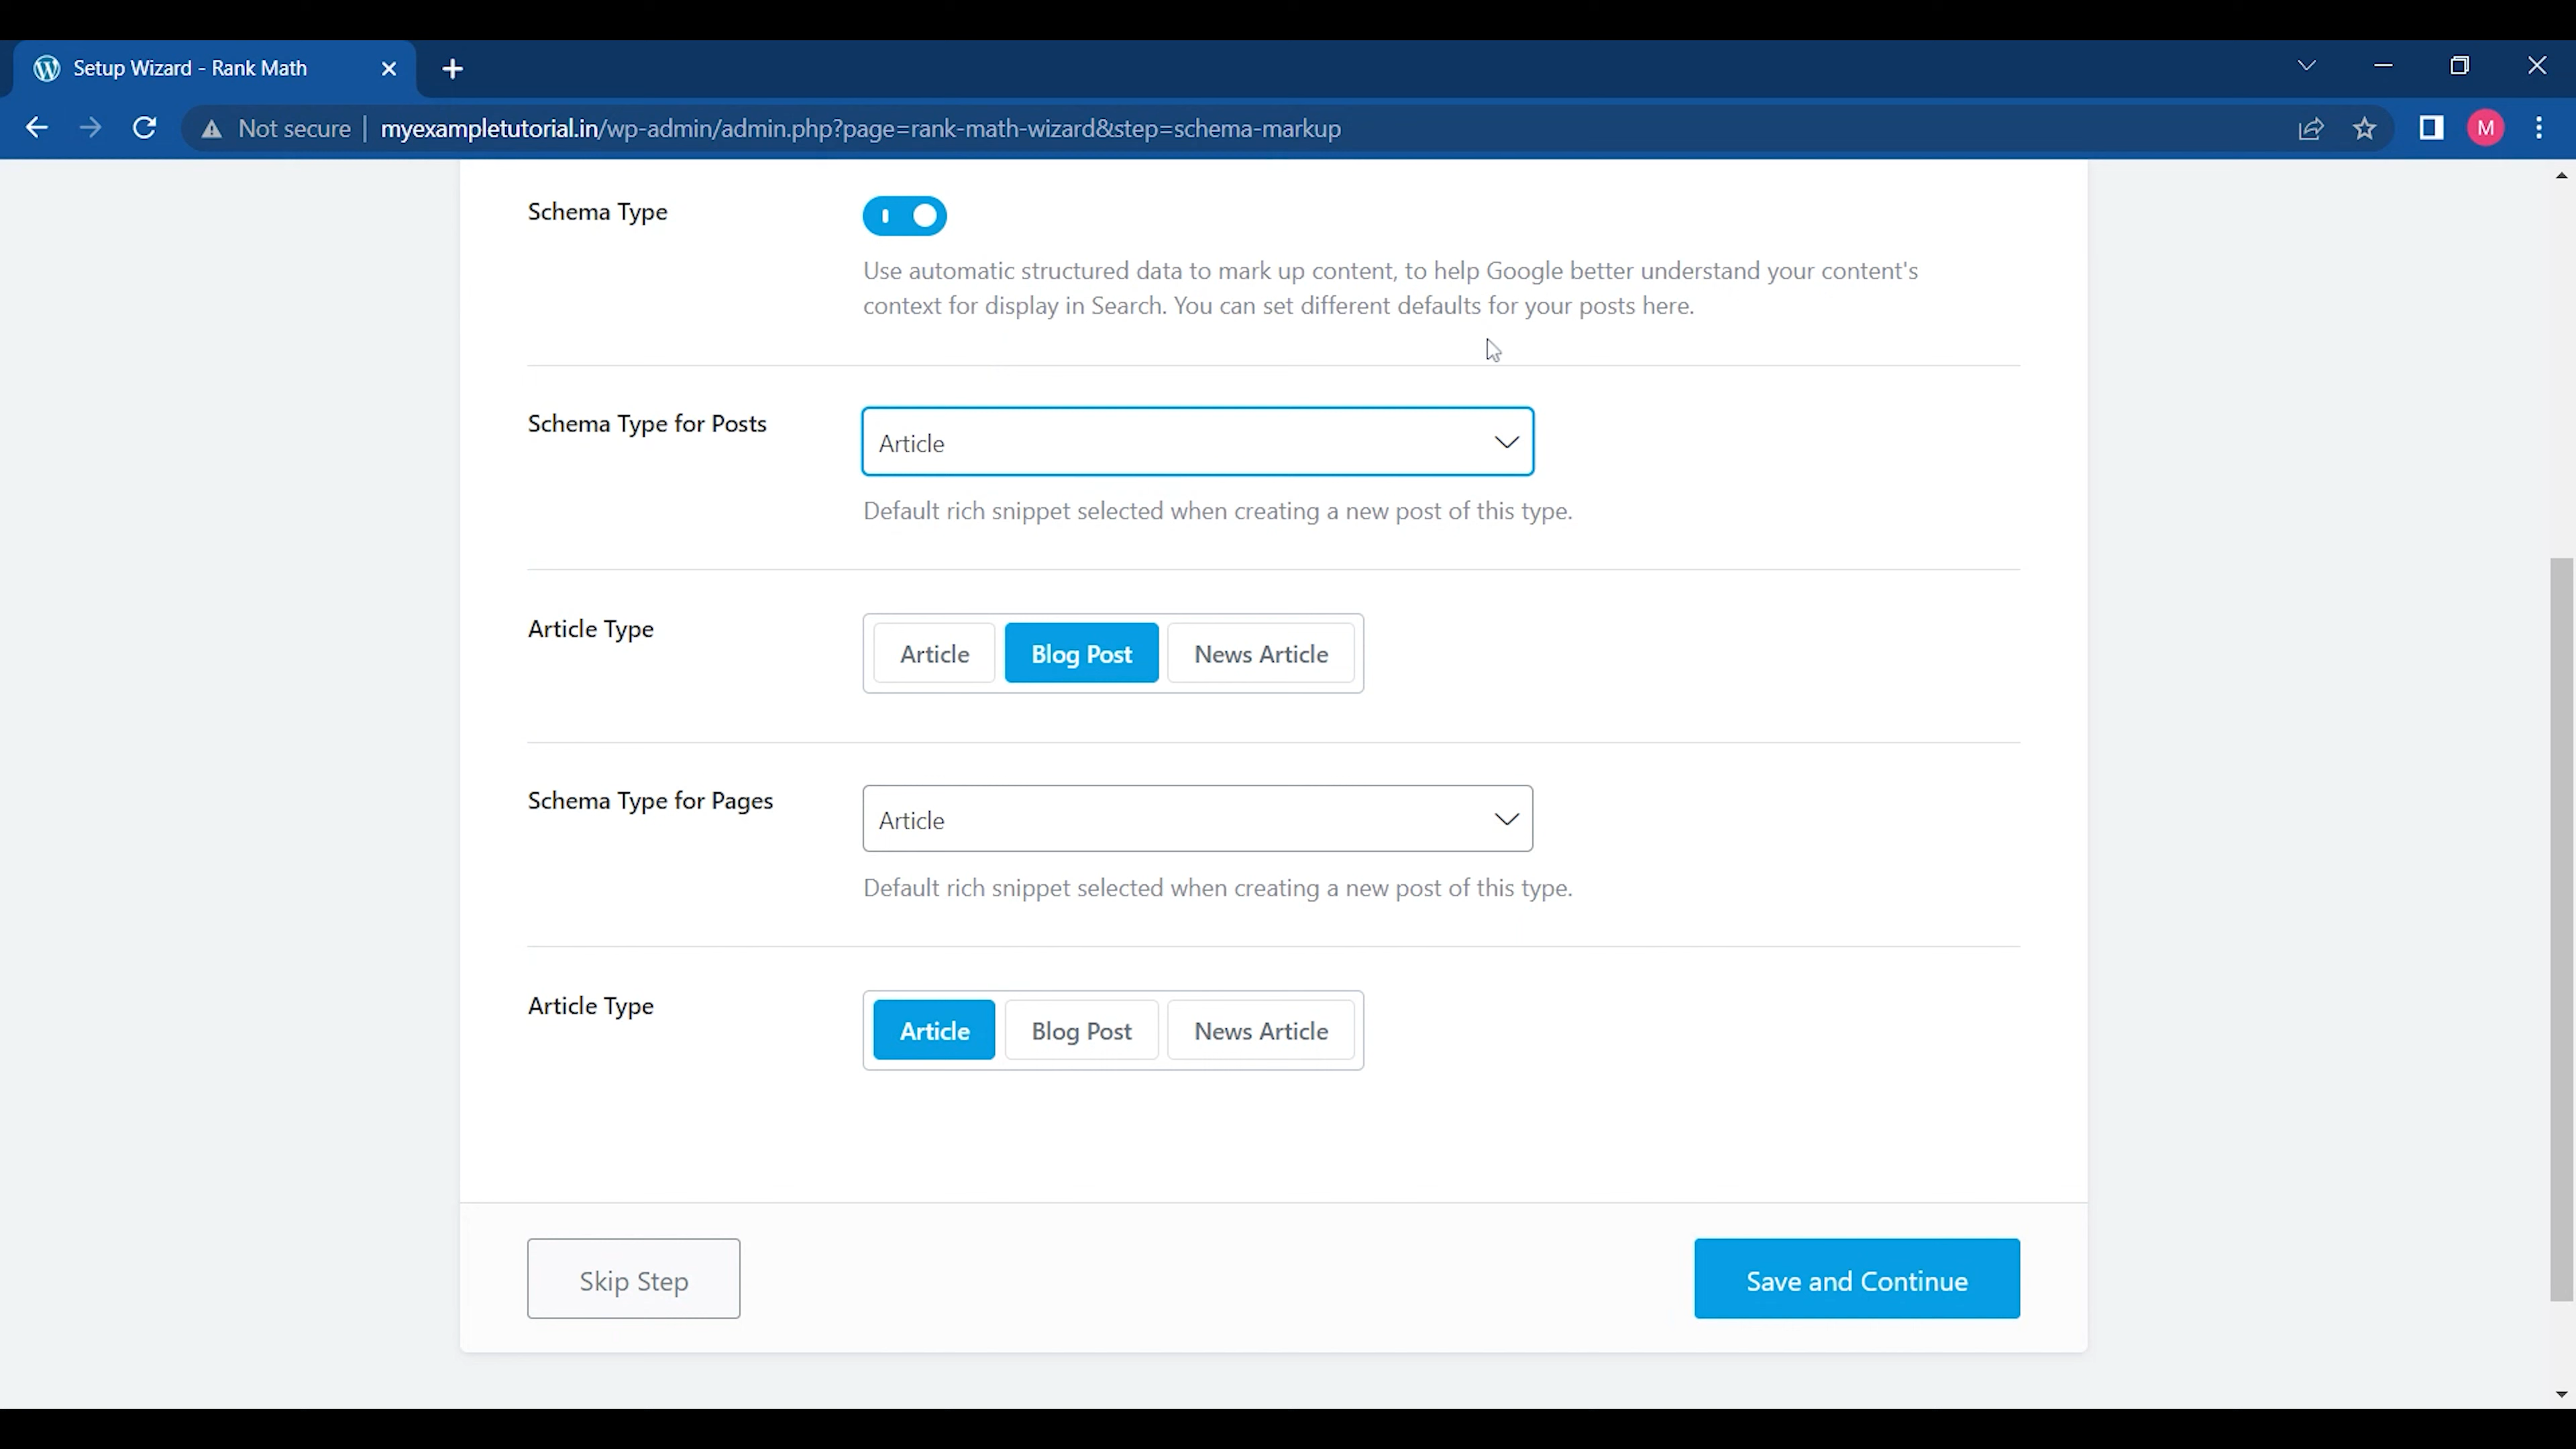 Setup Wizard - Rank Math
Not secure
myexampletutorial.in/wp-admin/admin.php?page=rank-math-wizard&step=schema-markup
M
Schema Type
Use automatic structured data to mark up content, to help Google better understand your content's
context for display in Search. You can set different defaults for your posts here.
Schema Type for Posts
Article
Default rich snippet selected when creating a new post of this type.
Article Type
Article
Blog Post
News Article
Schema Type for Pages
Article
Default rich snippet selected when creating a new post of this type.
Article Type
Article
Blog Post
News Article
Skip Step
Save and Continue